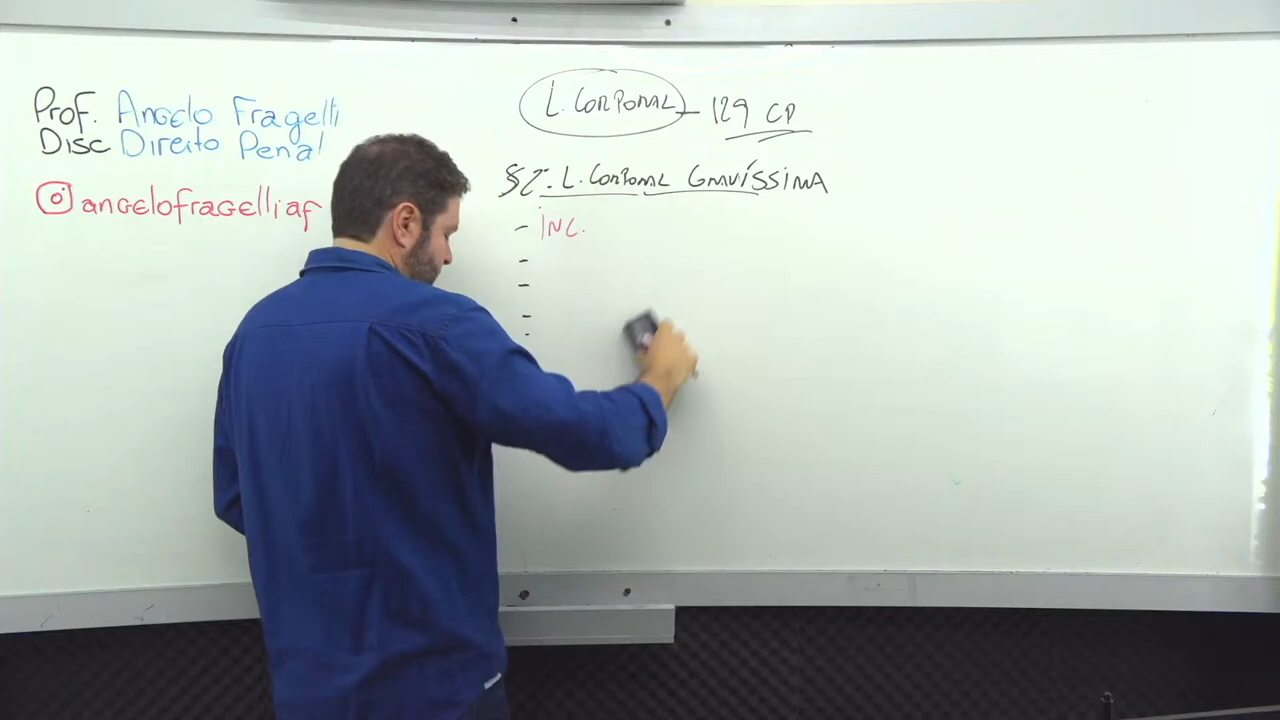 Prof. Angelo Fragelli
Disc Direito Penal
angelofragelliaf
L. CORPORAL - 129 CP
§2º. L. CORPORAL GRAVÍSSIMA
- INC.
-
-
-
-